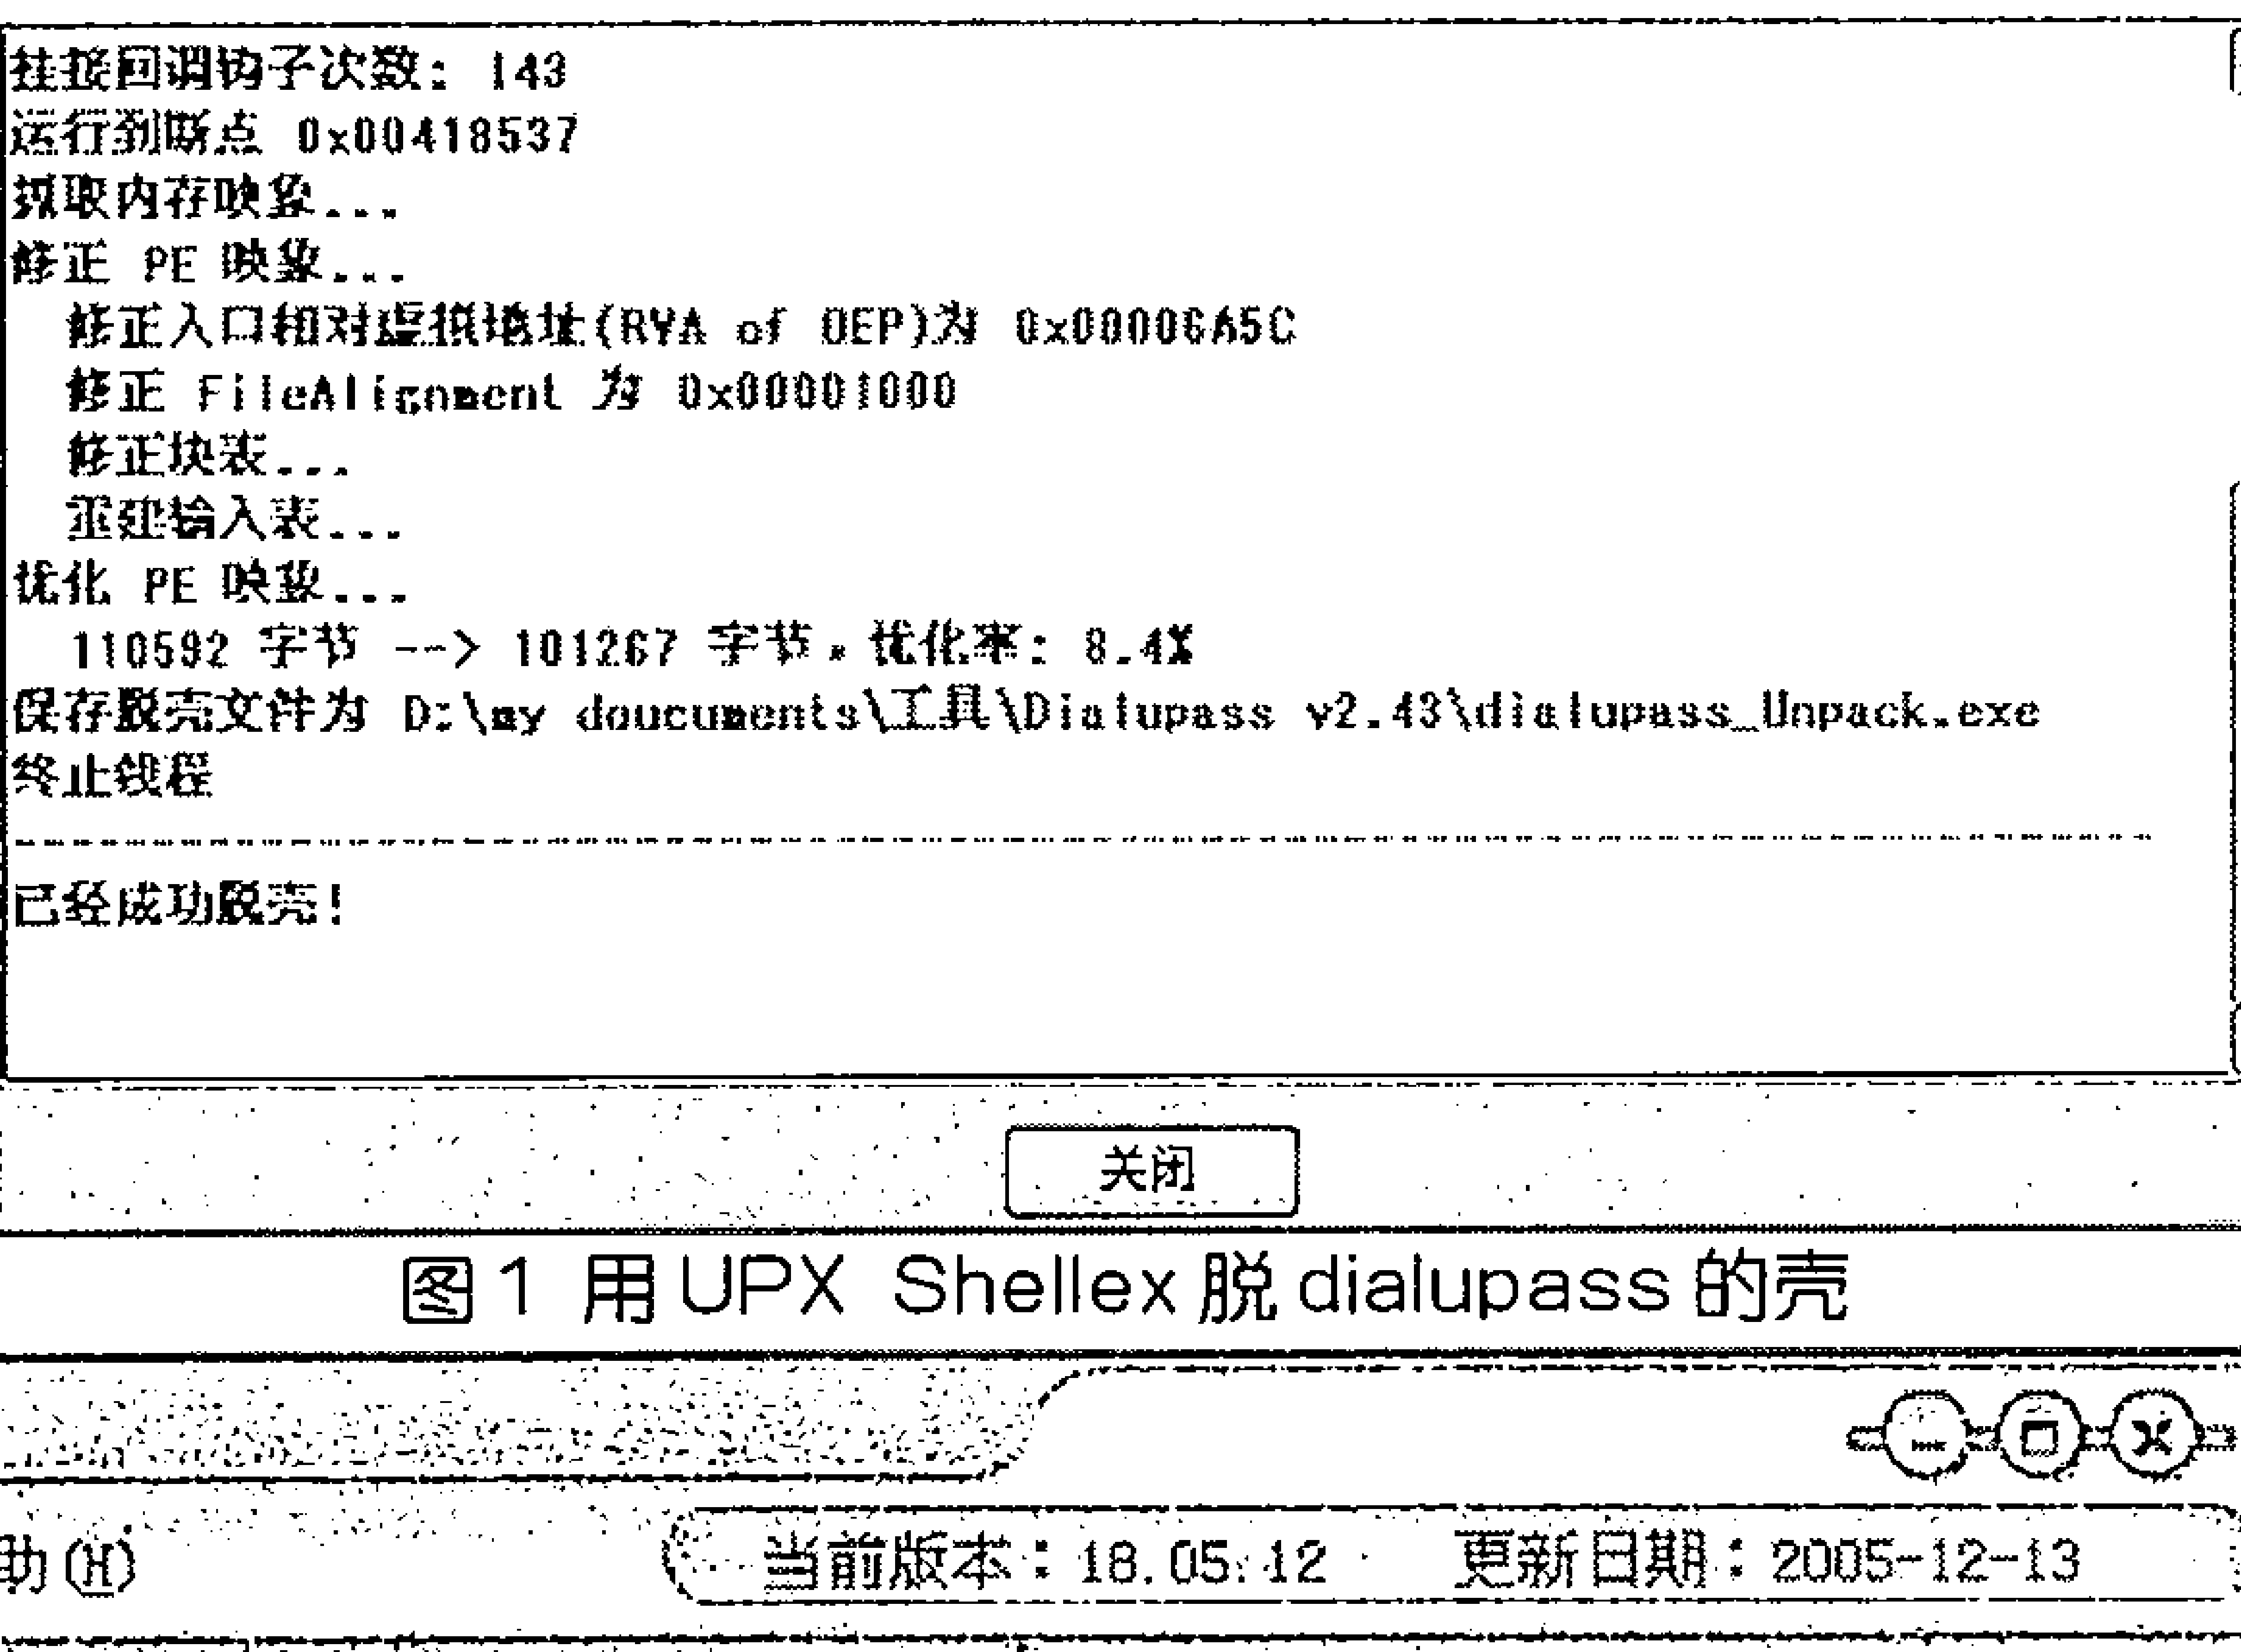 挂接回调钩子次数: 143
运行到断点 0x00418537
抓取内存映象...
修正 PE 映象...
修正入口相对虚拟地址(RVA of OEP)为 0x00006A5C
修正 FileAlignment 为 0x00001000
修正块表...
重建输入表...
优化 PE 映象...
110592 字节 --> 101267 字节。优化率: 8.4%
保存脱壳文件为 D:\my doucuments\工具\Dialupass v2.43\dialupass_Unpack.exe
终止线程
已经成功脱壳!
关闭
图1 用UPX Shellex脱dialupass的壳
助(H)
当前版本：18.05.12 更新日期：2005-12-13